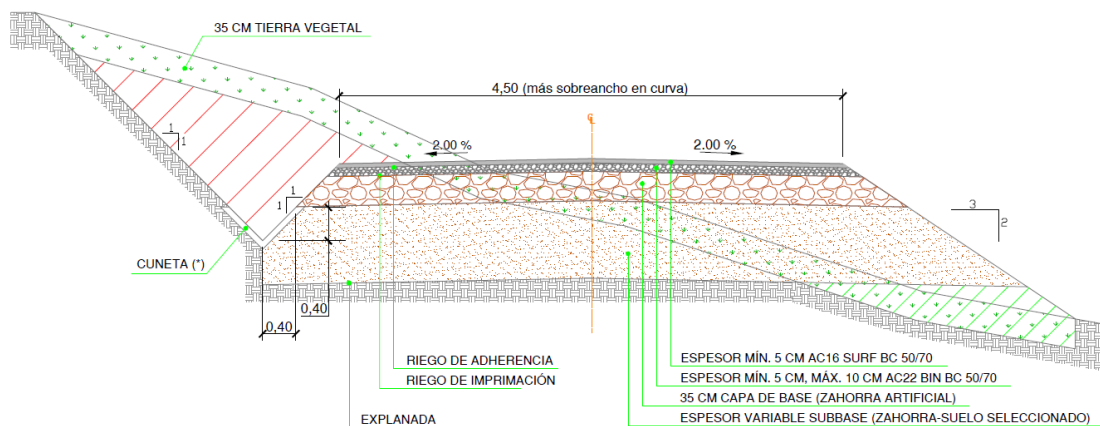 35 CM TIERRA VEGETAL
4,50 (más sobreancho en curva)
℄
2.00 %
2.00 %
1
1
1
1
3
2
CUNETA (*)
0,40
0,40
RIEGO DE ADHERENCIA
RIEGO DE IMPRIMACIÓN
EXPLANADA
ESPESOR MÍN. 5 CM AC16 SURF BC 50/70
ESPESOR MÍN. 5 CM, MÁX. 10 CM AC22 BIN BC 50/70
35 CM CAPA DE BASE (ZAHORRA ARTIFICIAL)
ESPESOR VARIABLE SUBBASE (ZAHORRA-SUELO SELECCIONADO)